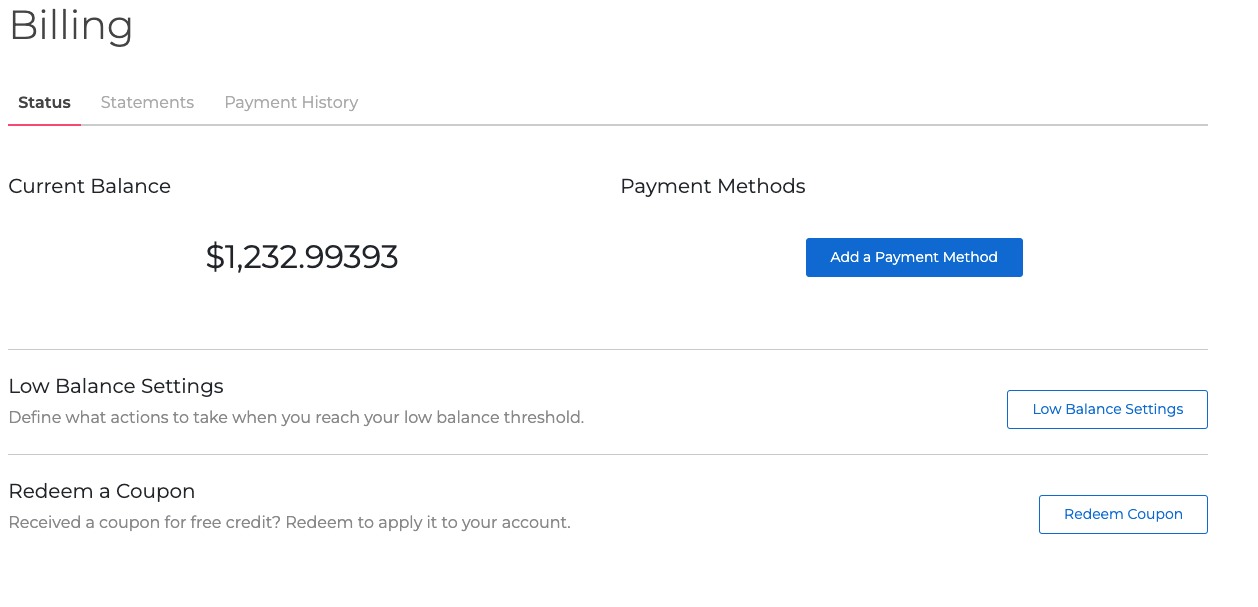 Billing
Status Statements Payment History
Current Balance
Payment Methods
$1,232.99393
Add a Payment Method
Low Balance Settings
Define what actions to take when you reach your low balance threshold.
Low Balance Settings
Redeem a Coupon
Received a coupon for free credit? Redeem to apply it to your account.
Redeem Coupon